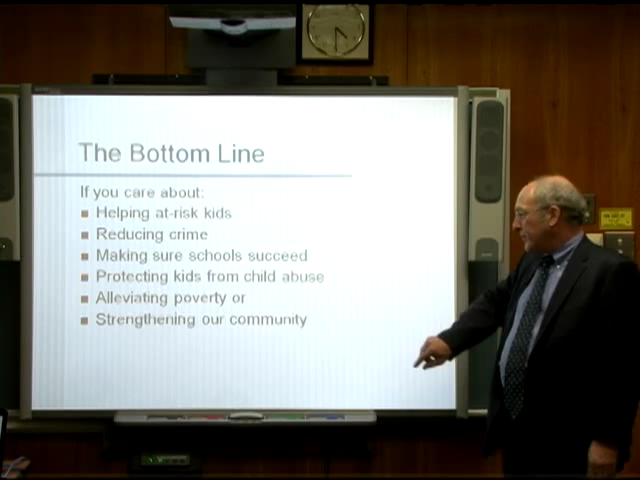 The Bottom Line
If you care about:
Helping at-risk kids
Reducing crime
Making sure schools succeed
Protecting kids from child abuse
Alleviating poverty or
Strengthening our community